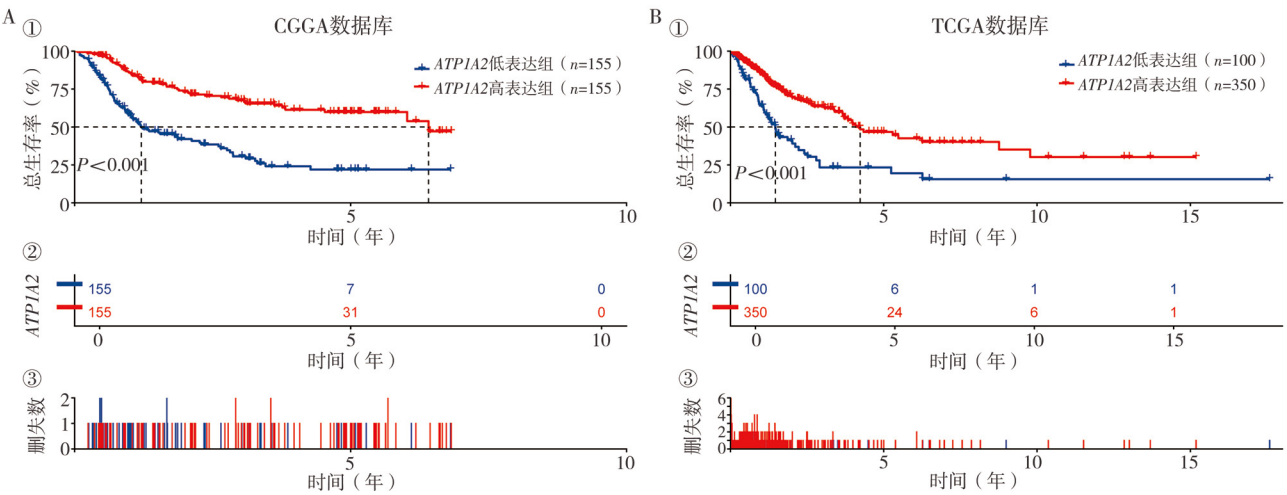 A
①
CGGA数据库
100
75
50
25
0
总生存率(%)
ATP1A2低表达组(n=155)
ATP1A2高表达组(n=155)
P<0.001
5
10
时间(年)
②
ATP1A2
155
7
0
155
31
0
0
5
10
时间(年)
③
删失数
2
1
0
5
10
时间(年)
B
①
TCGA数据库
100
75
50
25
0
总生存率(%)
ATP1A2低表达组(n=100)
ATP1A2高表达组(n=350)
P<0.001
5
10
15
时间(年)
②
ATP1A2
100
6
1
1
350
24
6
1
0
5
10
15
时间(年)
③
删失数
6
4
2
0
5
10
15
时间(年)